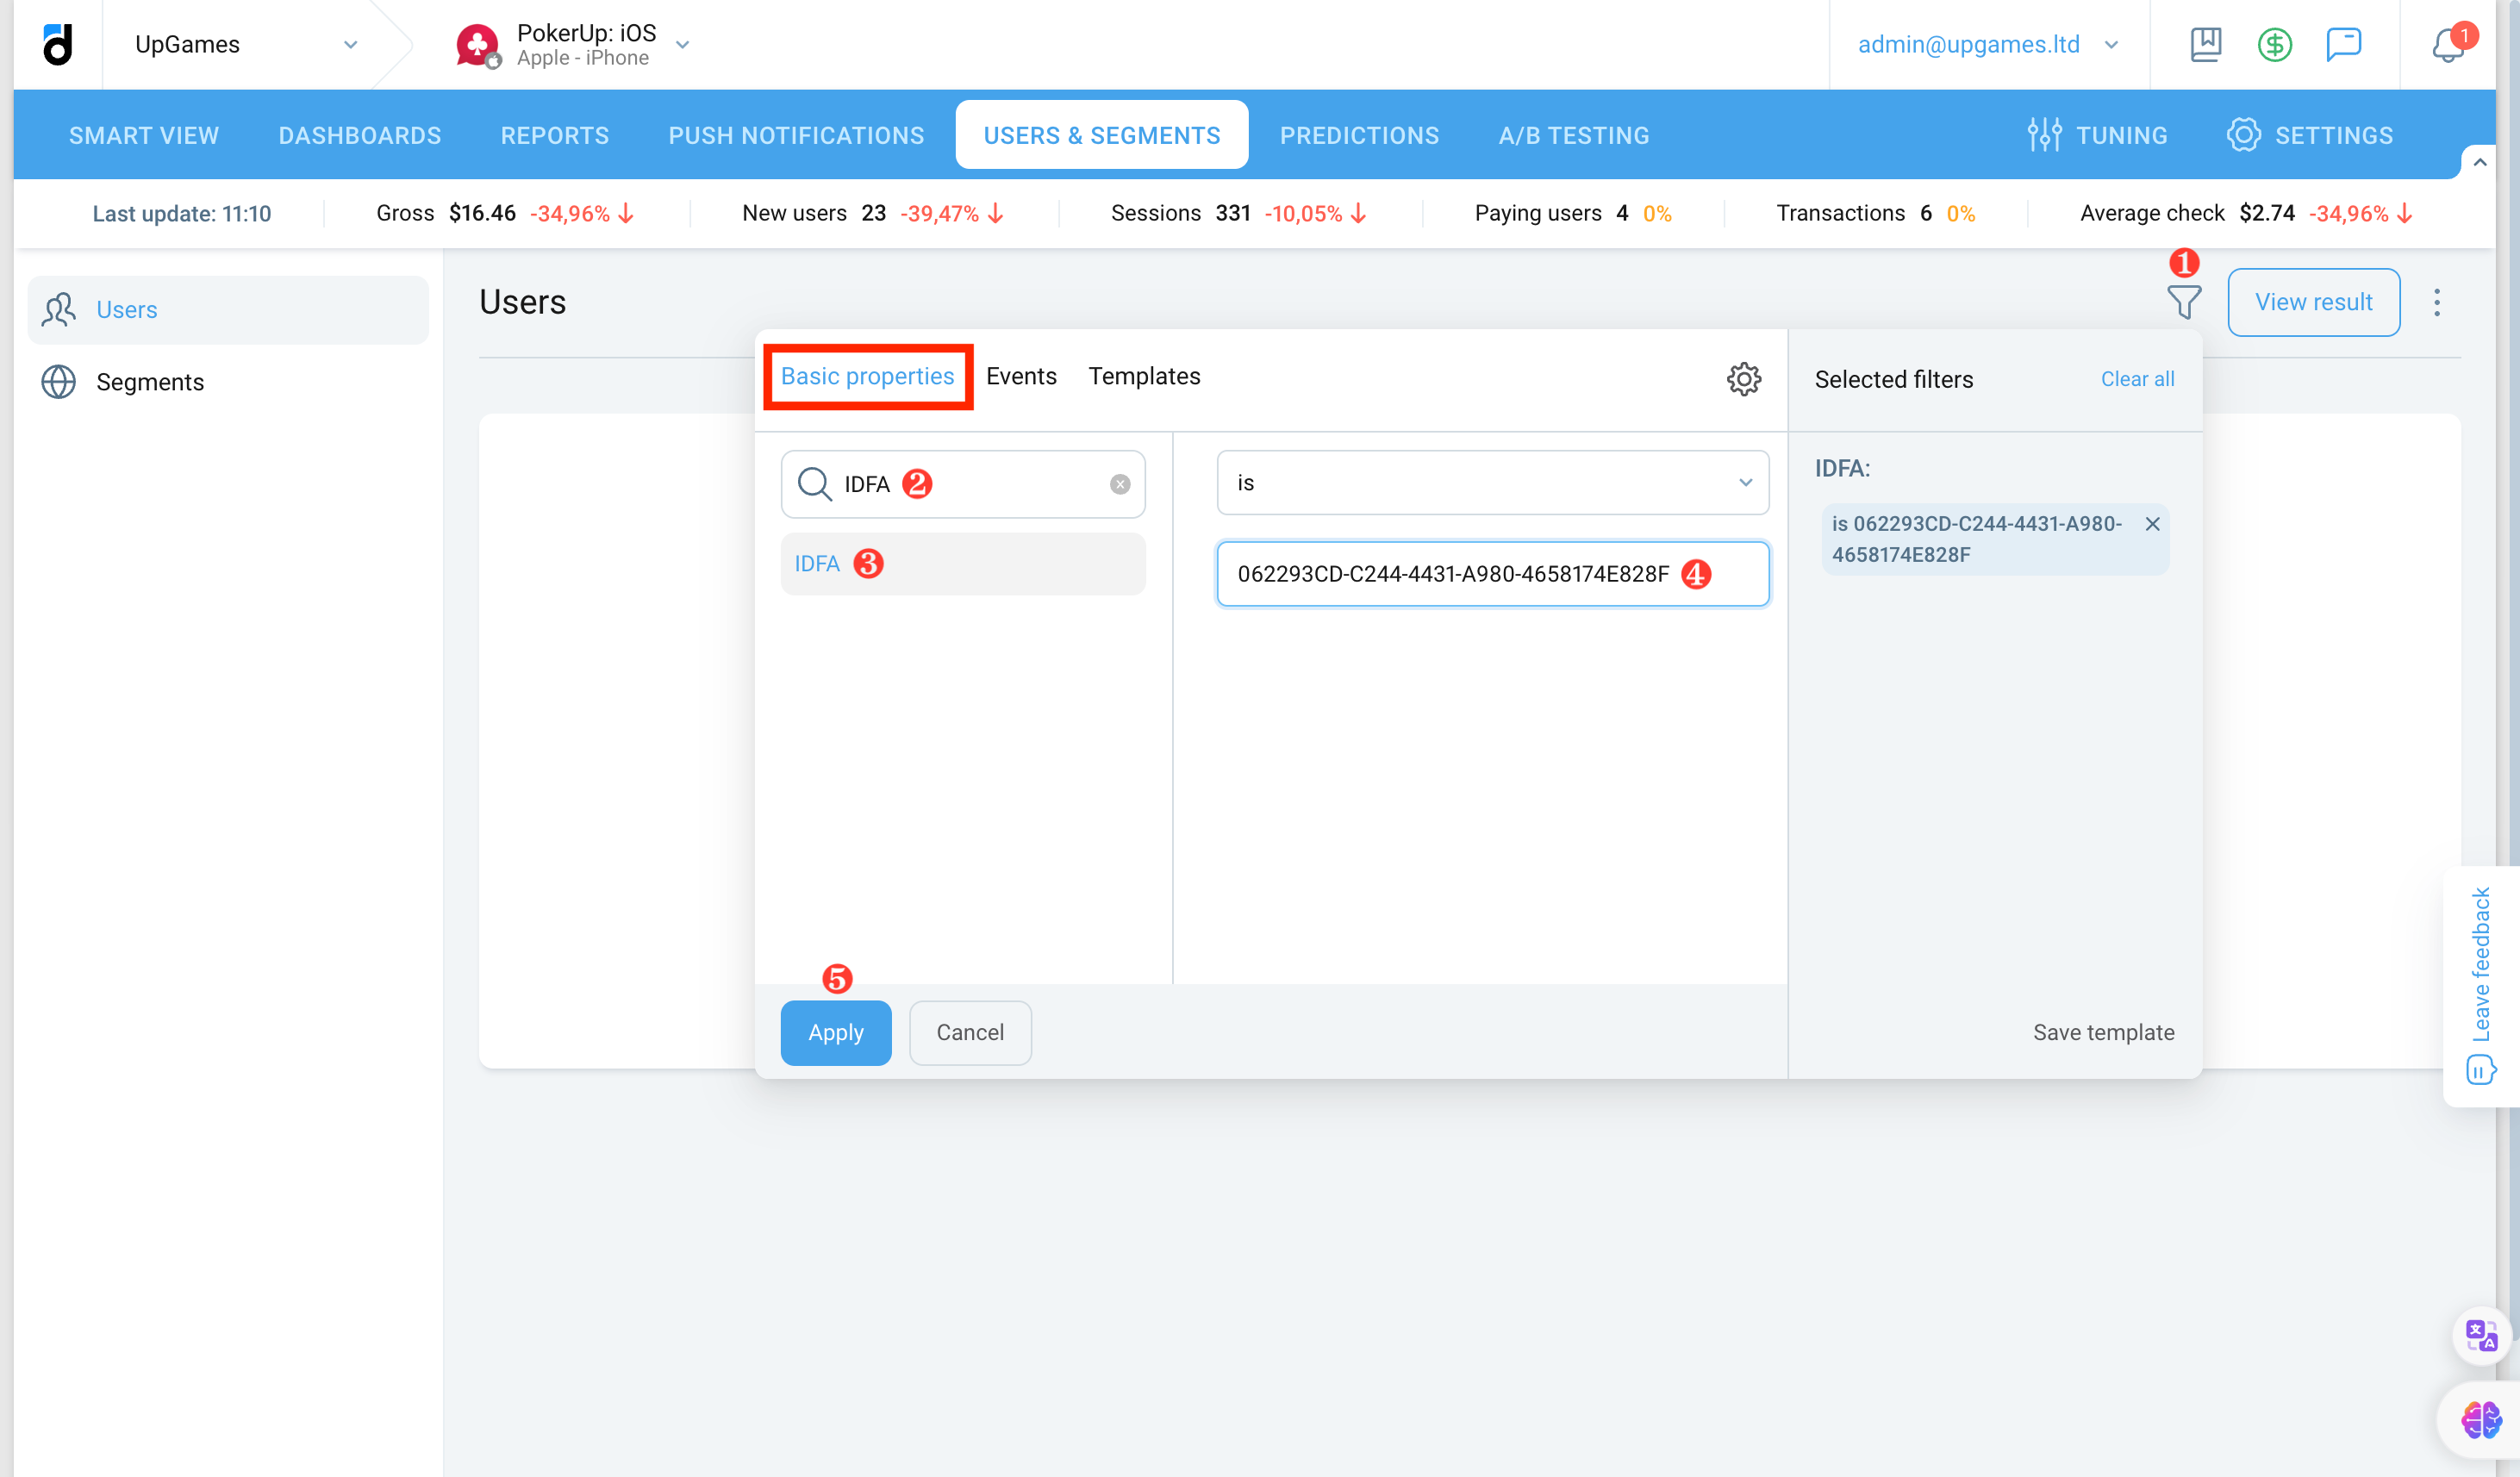 UpGames
PokerUp: iOS
Apple - iPhone
admin@upgames.ltd
1
SMART VIEW
DASHBOARDS
REPORTS
PUSH NOTIFICATIONS
USERS & SEGMENTS
PREDICTIONS
A/B TESTING
TUNING
SETTINGS
Last update: 11:10
Gross $16.46 -34,96%
New users 23 -39,47%
Sessions 331 -10,05%
Paying users 4 0%
Transactions 6 0%
Average check $2.74 -34,96%
Users
Segments
Users
1
View result
Basic properties
Events
Templates
Selected filters
Clear all
IDFA 2
is
IDFA:
is 062293CD-C244-4431-A980-
4658174E828F
IDFA 3
062293CD-C244-4431-A980-4658174E828F 4
5
Apply
Cancel
Save template
Leave feedback